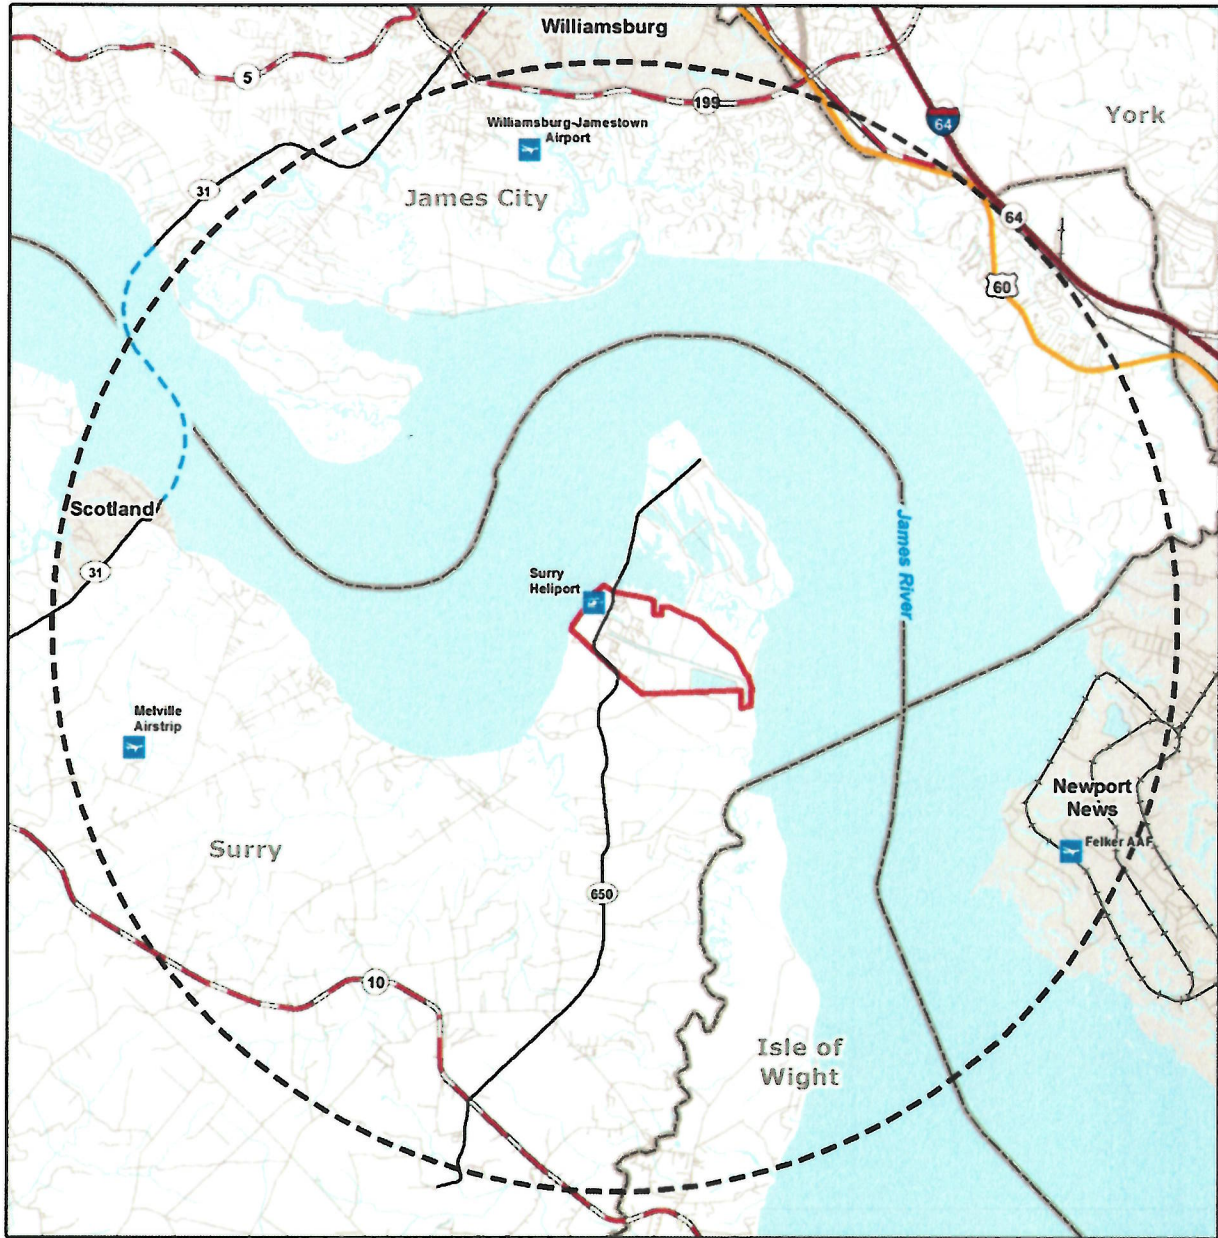 Williamsburg
5
199
64
York
Williamsburg-Jamestown
Airport
31
James City
64
60
Scotland
James River
31
Surry
Heliport
Melville
Airstrip
Newport
News
Felker AAF
Surry
650
10
Isle of
Wight